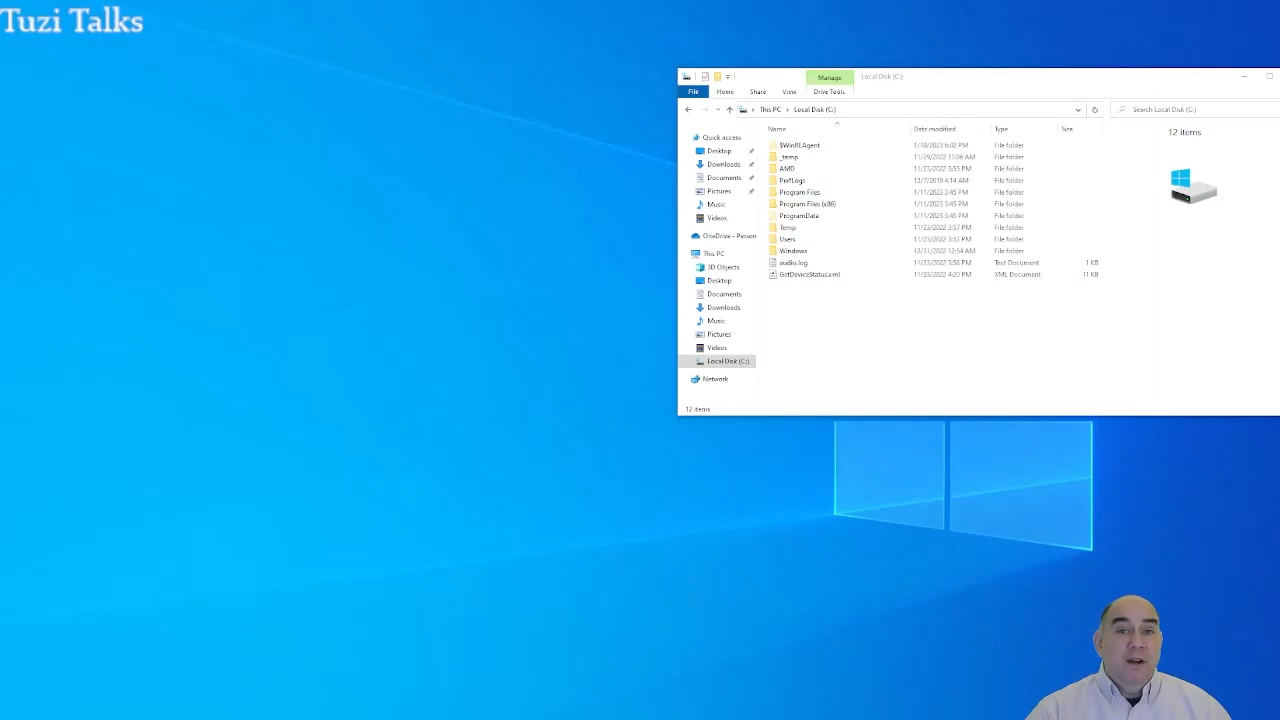 Tuzi Talks
Manage
Local Disk (C:)
File
Home
Share
View
Drive Tools
This PC
Local Disk (C:)
Search Local Disk (C:)
Name
Date modified
Type
Size
12 items
Quick access
Desktop
Downloads
Documents
Pictures
Music
Videos
OneDrive - Person
This PC
3D Objects
Desktop
Documents
Downloads
Music
Pictures
Videos
Local Disk (C:)
Network
$WinREAgent 1/10/2023 6:02 PM File folder
_temp 11/29/2022 11:06 AM File folder
AMD 11/23/2022 3:55 PM File folder
PerfLogs 12/7/2019 4:14 AM File folder
Program Files 1/11/2023 3:45 PM File folder
Program Files (x86) 1/11/2023 3:45 PM File folder
ProgramData 1/11/2023 3:45 PM File folder
Temp 11/23/2022 3:57 PM File folder
Users 11/23/2022 3:53 PM File folder
Windows 12/31/2022 12:54 AM File folder
audio.log 11/23/2022 3:58 PM Text Document 1 KB
GetDeviceStatus.xml 11/23/2022 4:20 PM XML Document 11 KB
12 items